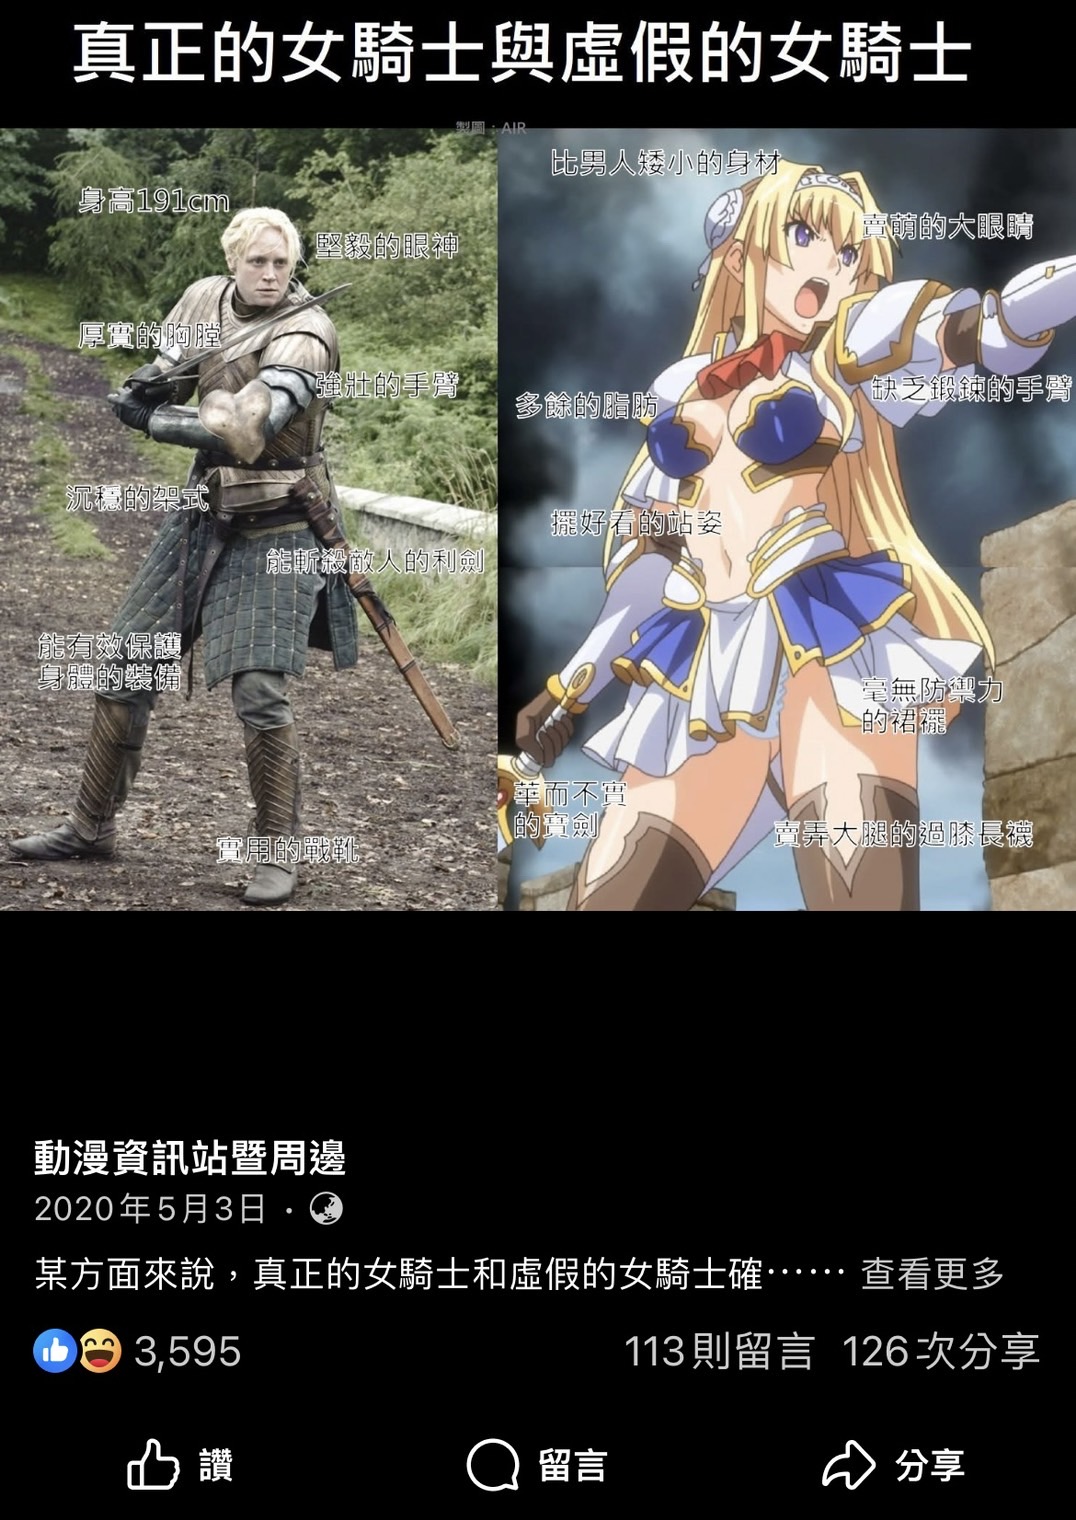 真正的女騎士與虛假的女騎士
製圖：AIR
身高191cm
堅毅的眼神
厚實的胸膛
強壯的手臂
沉穩的架式
能斬殺敵人的利劍
能有效保護
身體的裝備
實用的戰靴
比男人矮小的身材
賣萌的大眼睛
缺乏鍛鍊的手臂
多餘的脂肪
擺好看的站姿
毫無防禦力
的裙襬
華而不實
的寶劍
賣弄大腿的過膝長襪
動漫資訊站暨周邊
2020年5月3日 ·
某方面來說，真正的女騎士和虛假的女騎士確⋯⋯ 查看更多
3,595 113則留言 126次分享
讚 留言 分享